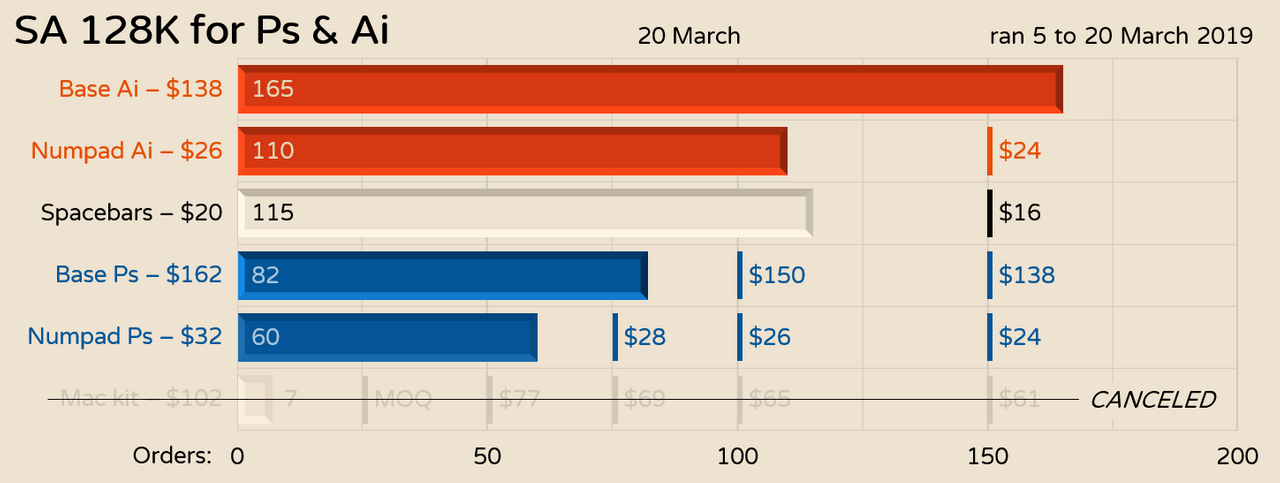 SA 128K for Ps & Ai 20 March ran 5 to 20 March 2019
Base Ai – $138 165
Numpad Ai – $26 110 $24
Spacebars – $20 115 $16
Base Ps – $162 82 $150 $138
Numpad Ps – $32 60 $28 $26 $24
Mac kit – $102 7 MOQ $77 $69 $65 $61 CANCELED
Orders: 0 50 100 150 200